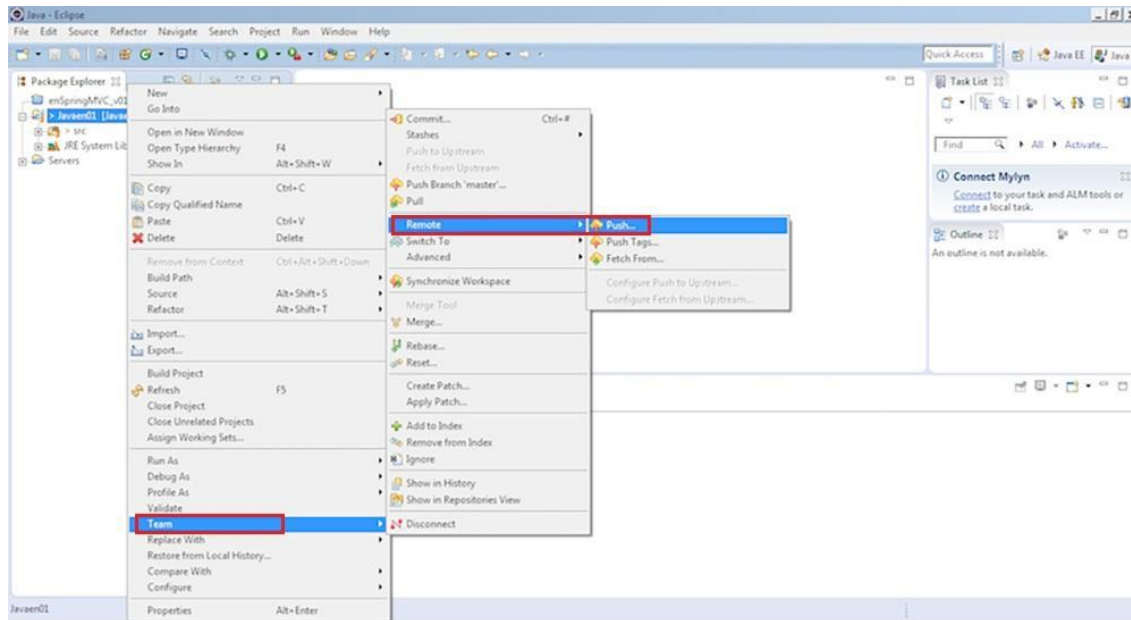 Java - Eclipse
File Edit Source Refactor Navigate Search Project Run Window Help
Quick Access
Java EE
Java
Package Explorer
enSpringMVC_v01
> Javaen01 [Javae
> src
JRE System Lib
Servers
New
Go Into
Open in New Window
Open Type Hierarchy F4
Show In Alt+Shift+W
Copy Ctrl+C
Copy Qualified Name
Paste Ctrl+V
Delete Delete
Remove from Context Ctrl+Alt+Shift+Down
Build Path
Source Alt+Shift+S
Refactor Alt+Shift+T
Import...
Export...
Build Project
Refresh F5
Close Project
Close Unrelated Projects
Assign Working Sets...
Run As
Debug As
Profile As
Validate
Team
Replace With
Restore from Local History...
Compare With
Configure
Properties Alt+Enter
Commit... Ctrl+#
Stashes
Push to Upstream
Fetch from Upstream
Push Branch 'master'...
Pull
Remote
Switch To
Advanced
Synchronize Workspace
Merge Tool
Merge...
Rebase...
Reset...
Create Patch...
Apply Patch...
Add to Index
Remove from Index
Ignore
Show in History
Show in Repositories View
Disconnect
Push...
Push Tags...
Fetch From...
Configure Push to Upstream...
Configure Fetch from Upstream...
Task List
Find All Activate...
Connect Mylyn
Connect to your task and ALM tools or
create a local task.
Outline
An outline is not available.
Javaen01